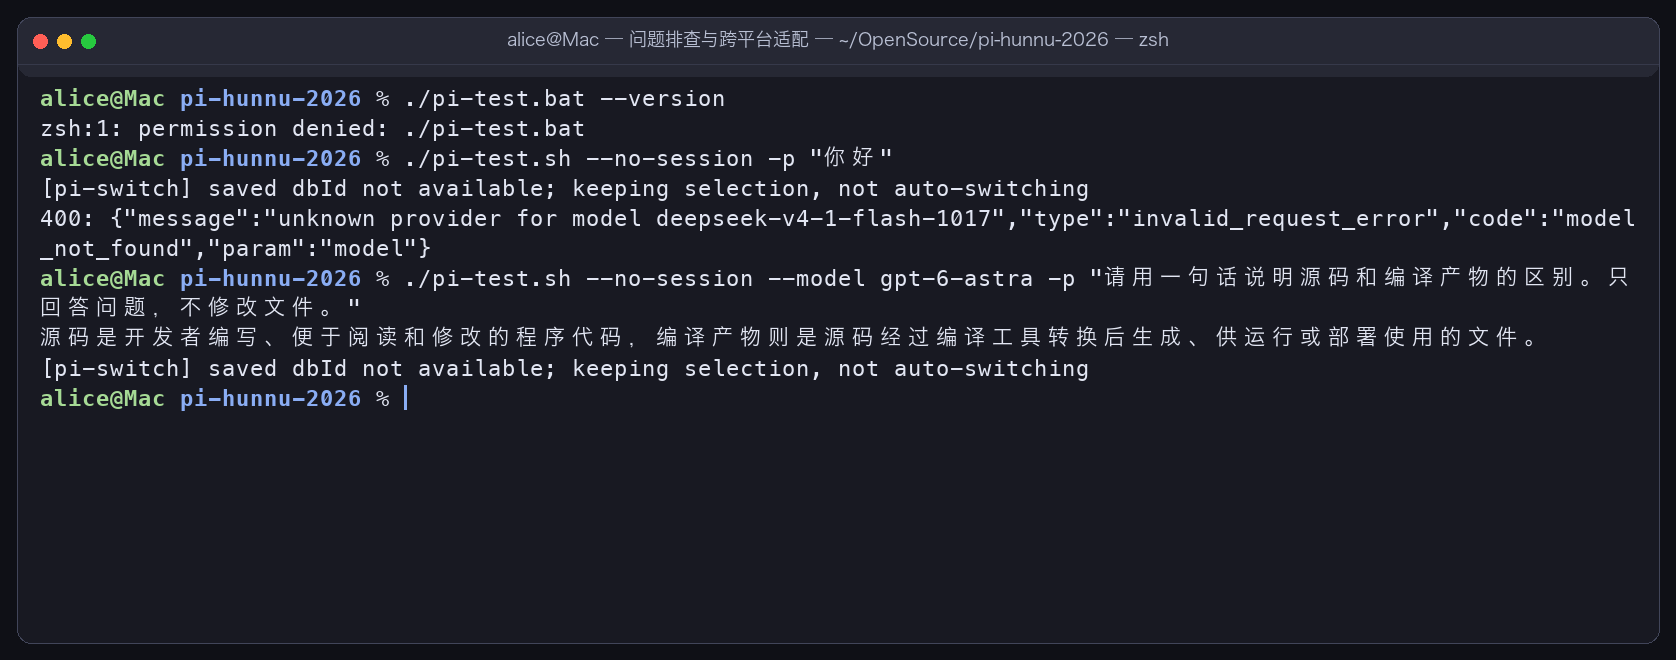 alice@Mac — 问题排查与跨平台适配 — ~/OpenSource/pi-hunnu-2026 — zsh
alice@Mac pi-hunnu-2026 % ./pi-test.bat --version
zsh:1: permission denied: ./pi-test.bat
alice@Mac pi-hunnu-2026 % ./pi-test.sh --no-session -p "你好"
[pi-switch] saved dbId not available; keeping selection, not auto-switching
400: {"message":"unknown provider for model deepseek-v4-1-flash-1017","type":"invalid_request_error","code":"model
_not_found","param":"model"}
alice@Mac pi-hunnu-2026 % ./pi-test.sh --no-session --model gpt-6-astra -p "请用一句话说明源码和编译产物的区别。只
回答问题，不修改文件。"
源码是开发者编写、便于阅读和修改的程序代码，编译产物则是源码经过编译工具转换后生成、供运行或部署使用的文件。
[pi-switch] saved dbId not available; keeping selection, not auto-switching
alice@Mac pi-hunnu-2026 %